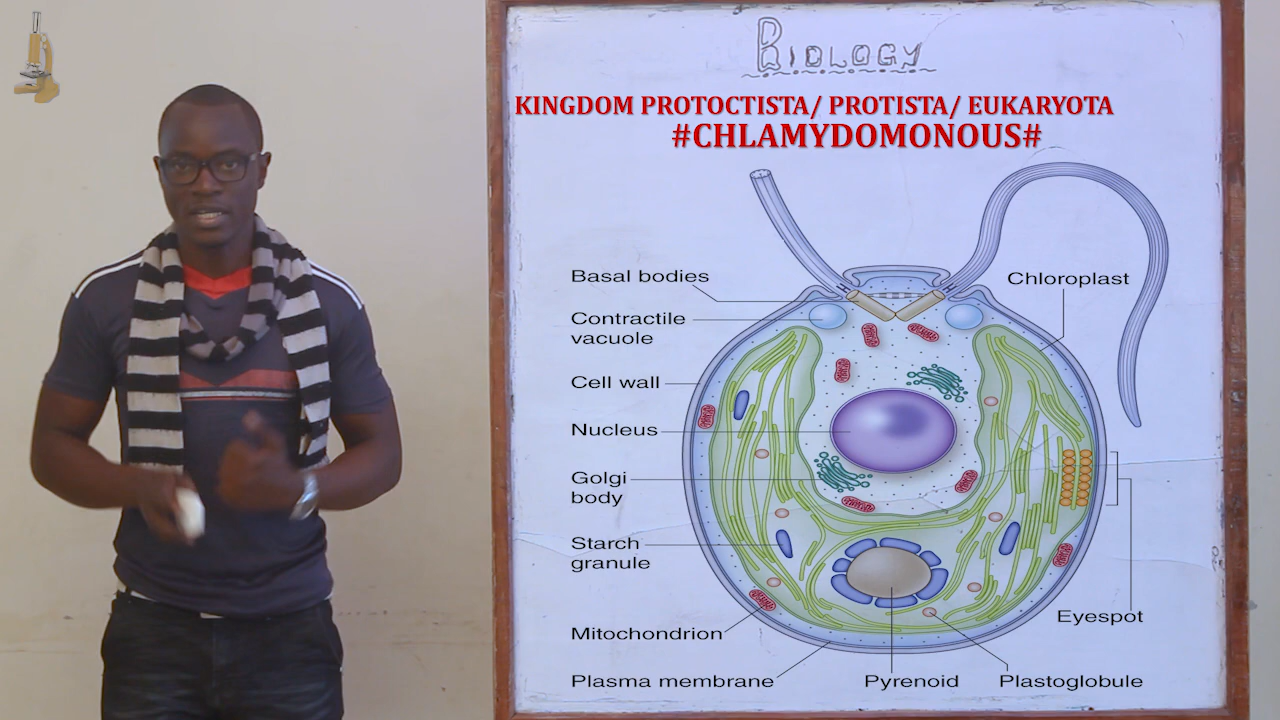 BIOLOGY
KINGDOM PROTOCTISTA/ PROTISTA/ EUKARYOTA
#CHLAMYDOMONOUS#
Basal bodies
Chloroplast
Contractile
vacuole
Cell wall
Nucleus
Golgi
body
Starch
granule
Eyespot
Mitochondrion
Plasma membrane
Pyrenoid
Plastoglobule